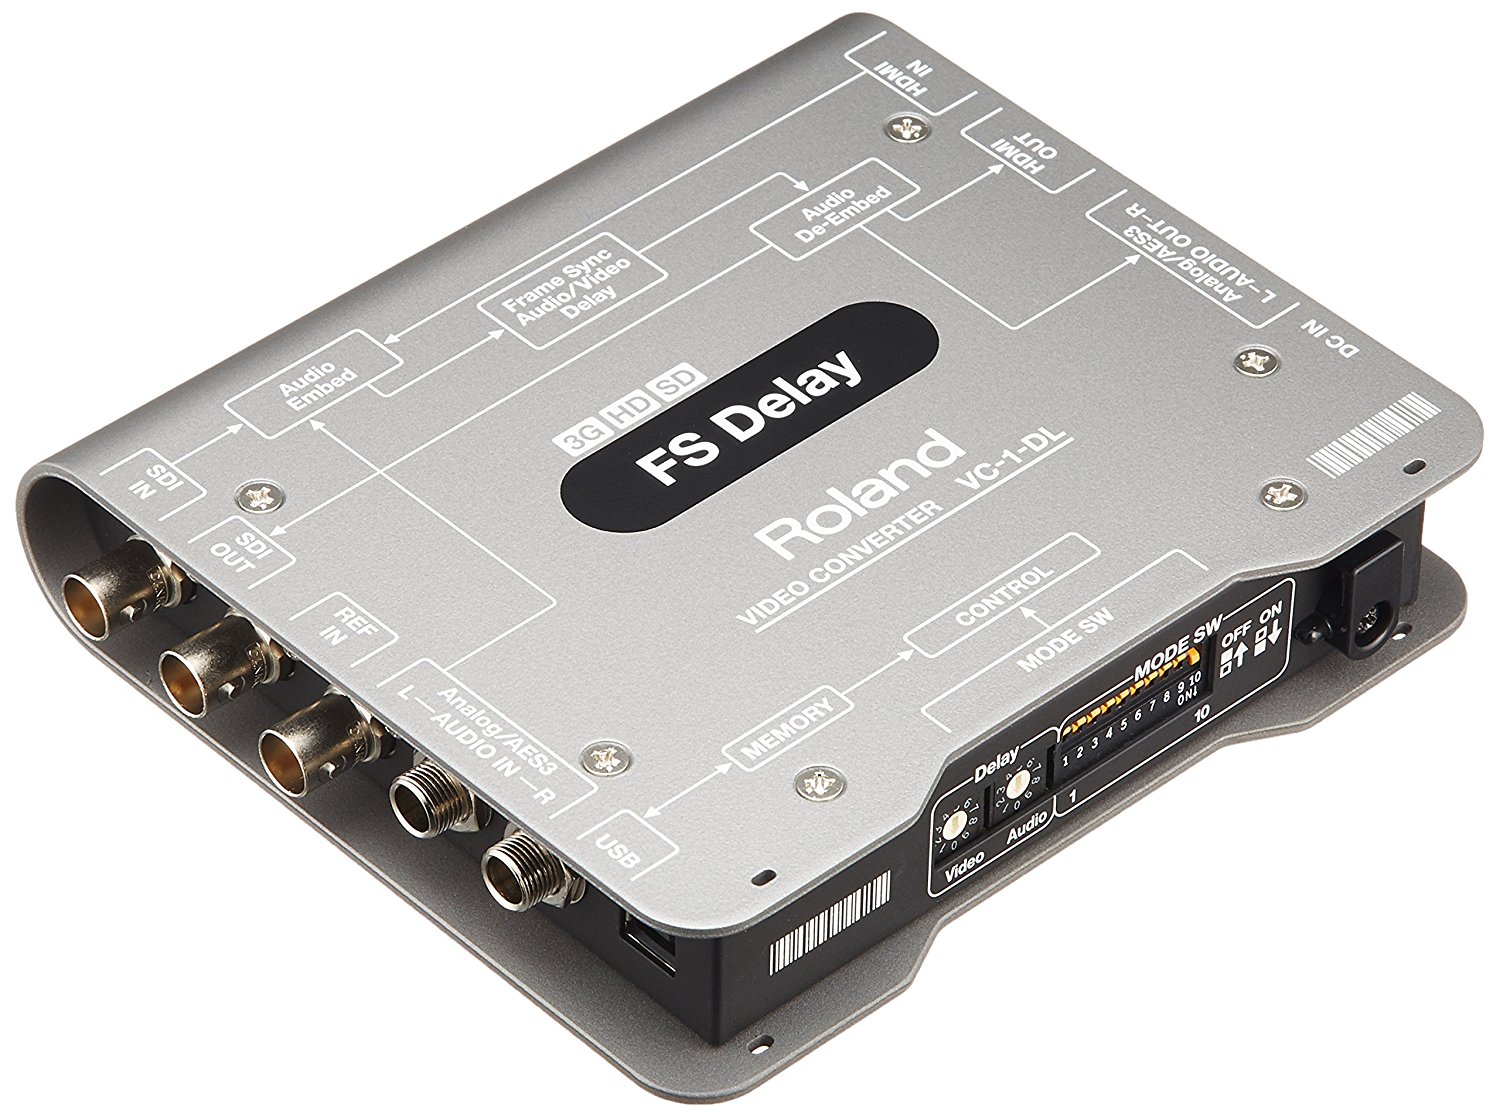 HDMI
IN
HDMI
OUT
Analog/AES3
L–AUDIO OUT–R
DC IN
Audio
De-Embed
Frame Sync
Audio/Video
Delay
Audio
Embed
3G HD SD
FS Delay
Roland
VIDEO CONVERTER VC-1-DL
SDI
IN
SDI
OUT
REF
IN
Analog/AES3
L–AUDIO IN–R
USB
MEMORY
CONTROL
MODE SW
MODE SW
OFF ON
1 2 3 4 5 6 7 8 9 10
ON↓
1 10
Delay
Video Audio